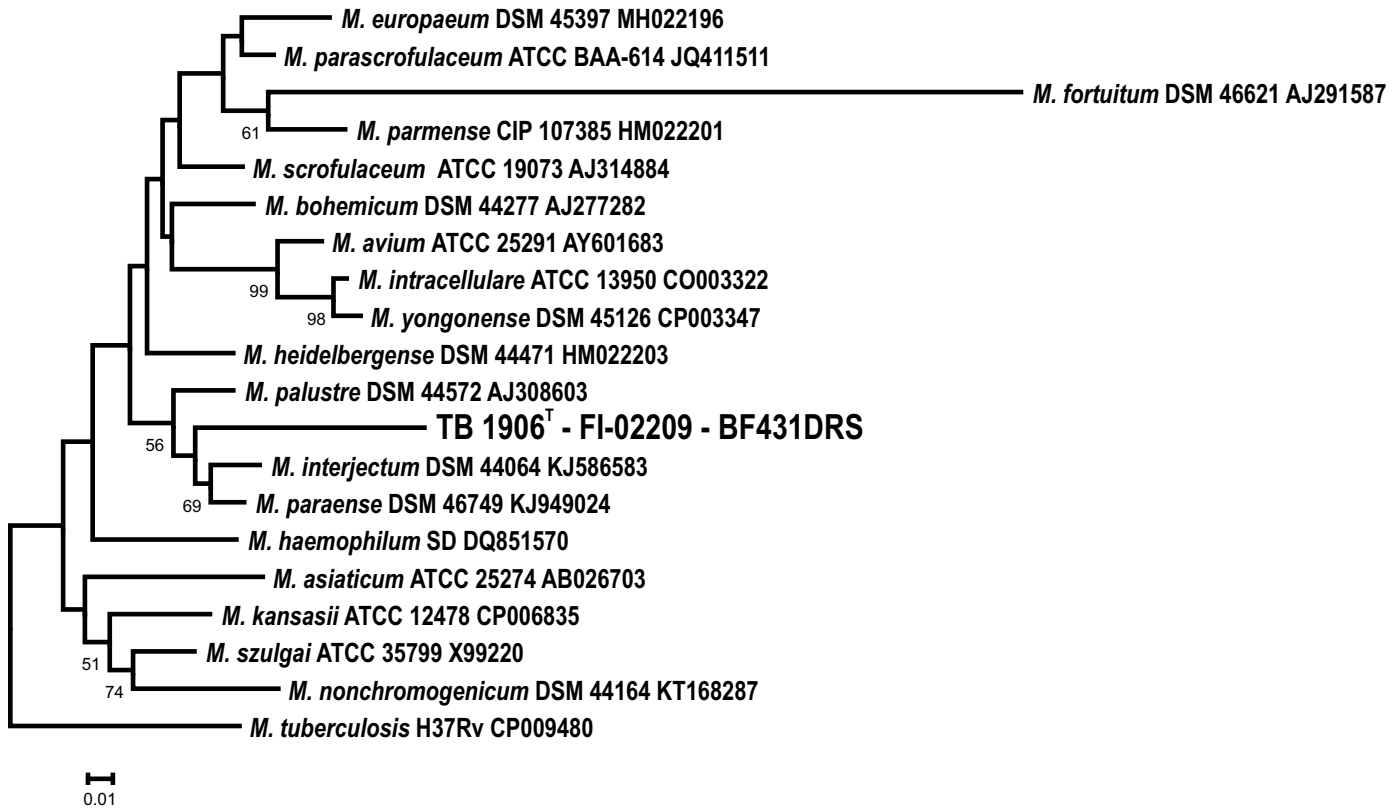 M. europaeum DSM 45397 MH022196
M. parascrofulaceum ATCC BAA-614 JQ411511
M. fortuitum DSM 46621 AJ291587
61
M. parmense CIP 107385 HM022201
M. scrofulaceum ATCC 19073 AJ314884
M. bohemicum DSM 44277 AJ277282
M. avium ATCC 25291 AY601683
M. intracellulare ATCC 13950 CO003322
99
98
M. yongonense DSM 45126 CP003347
M. heidelbergense DSM 44471 HM022203
M. palustre DSM 44572 AJ308603
TB 1906ᵀ - FI-02209 - BF431DRS
56
M. interjectum DSM 44064 KJ586583
69
M. paraense DSM 46749 KJ949024
M. haemophilum SD DQ851570
M. asiaticum ATCC 25274 AB026703
M. kansasii ATCC 12478 CP006835
M. szulgai ATCC 35799 X99220
51
74
M. nonchromogenicum DSM 44164 KT168287
M. tuberculosis H37Rv CP009480
0.01